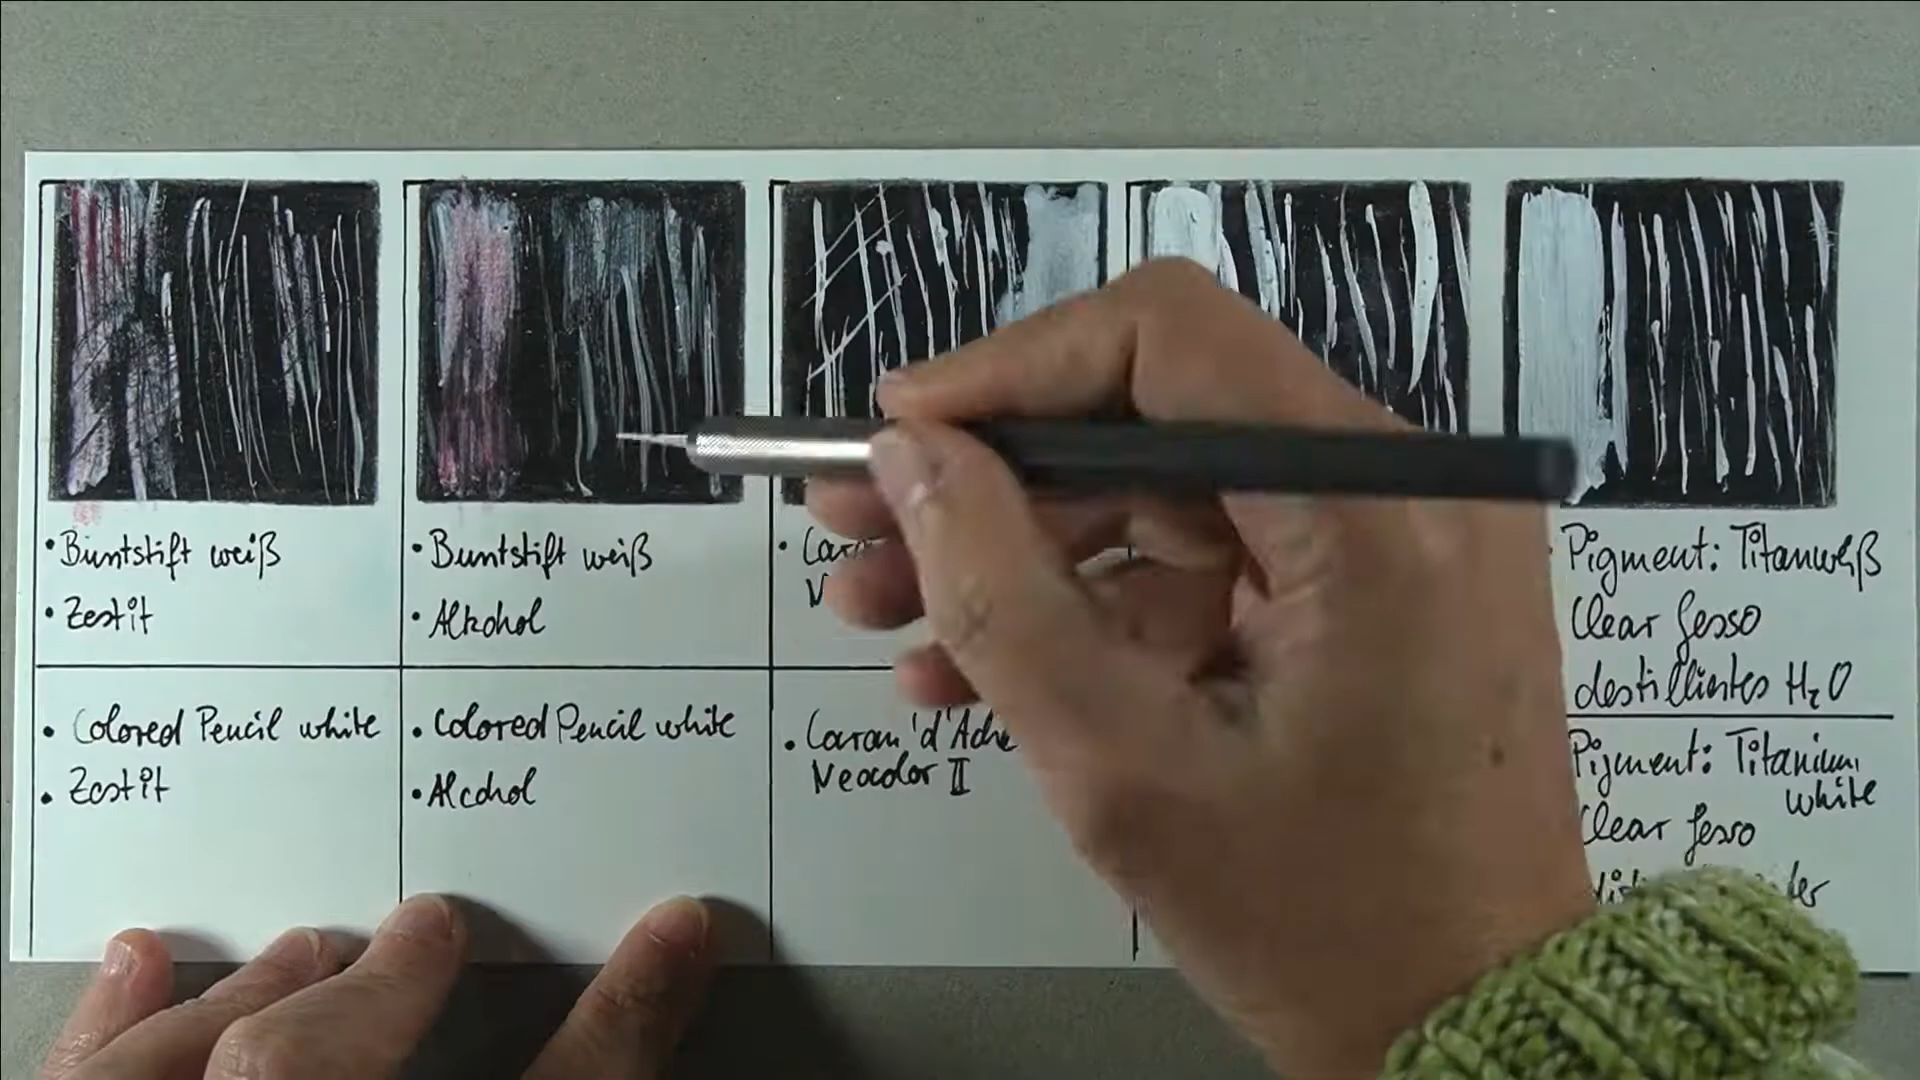 • Buntstift weiß
• Zestit
• Buntstift weiß
• Alkohol
Pigment: Titanweiß
Clear Gesso
destilliertes H2O
• Colored Pencil white
• Zestit
• Colored Pencil white
• Alcohol
• Caran 'd'Ache
Neocolor II
Pigment: Titanium
white
Clear Gesso